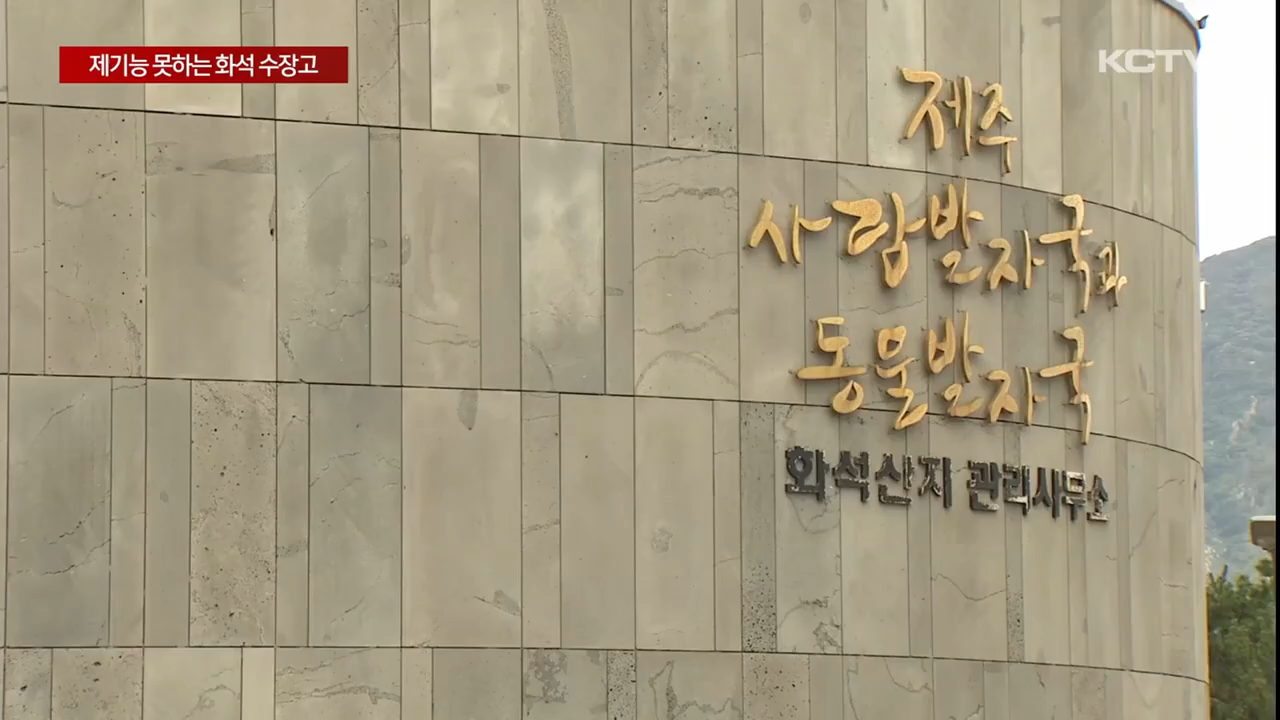 제기능 못하는 화석 수장고
KCTV
제주
사람발자국과
동물발자국
화석산지 관리사무소